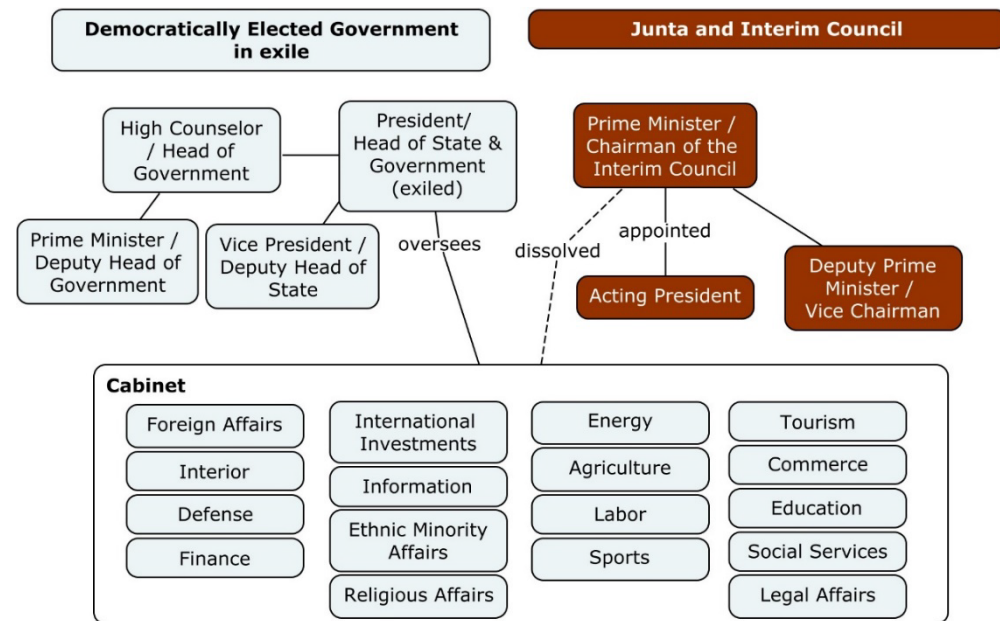 Democratically Elected Government
in exile
Junta and Interim Council
High Counselor
/ Head of
Government
President/
Head of State &
Government
(exiled)
Prime Minister /
Chairman of the
Interim Council
Prime Minister /
Deputy Head of
Government
Vice President /
Deputy Head of
State
oversees
dissolved
appointed
Acting President
Deputy Prime
Minister /
Vice Chairman
Cabinet
Foreign Affairs
Interior
Defense
Finance
International
Investments
Information
Ethnic Minority
Affairs
Religious Affairs
Energy
Agriculture
Labor
Sports
Tourism
Commerce
Education
Social Services
Legal Affairs